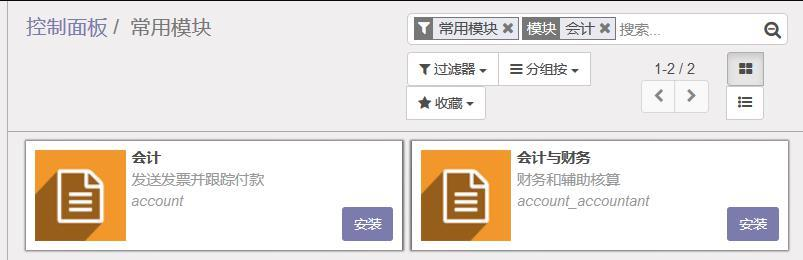 控制面板 / 常用模块
常用模块 模块 会计 搜索...
过滤器 分组按 1-2 / 2
收藏
会计
发送发票并跟踪付款
account
安装
会计与财务
财务和辅助核算
account_accountant
安装